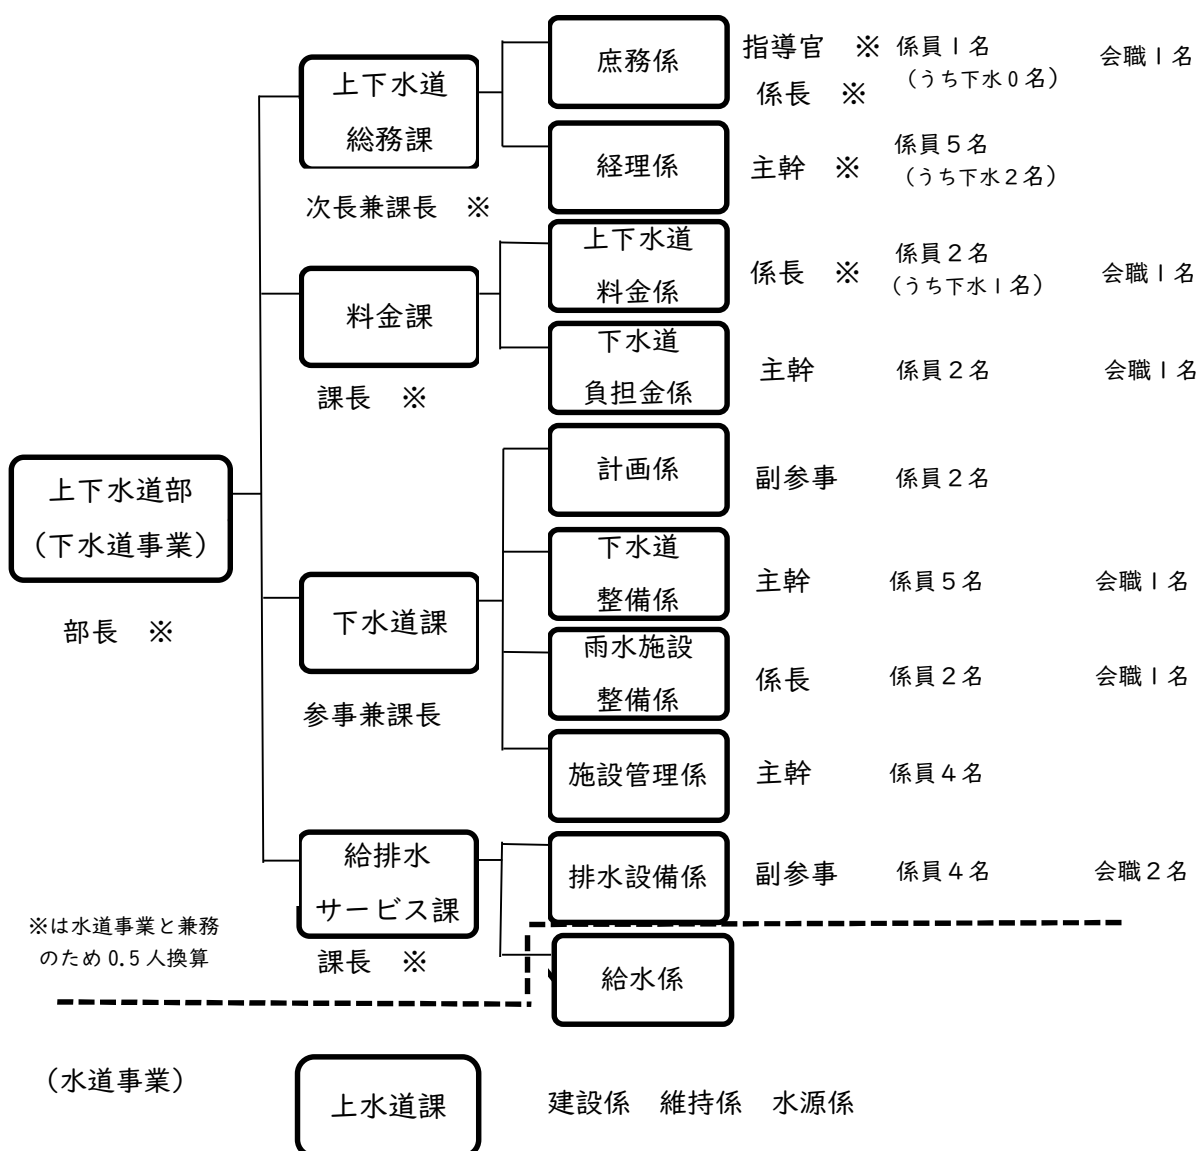 庶務係
指導官　※
係員1名
会職1名
（うち下水0名）
係長　※
上下水道
総務課
経理係
主幹　※
係員5名
（うち下水2名）
次長兼課長　※
上下水道
料金係
係長　※
係員2名
（うち下水1名）
会職1名
料金課
課長　※
下水道
負担金係
主幹
係員2名
会職1名
計画係
副参事
係員2名
上下水道部
（下水道事業）
部長　※
下水道
整備係
主幹
係員5名
会職1名
下水道課
参事兼課長
雨水施設
整備係
係長
係員2名
会職1名
施設管理係
主幹
係員4名
給排水
サービス課
課長　※
排水設備係
副参事
係員4名
会職2名
※は水道事業と兼務
のため0.5人換算
給水係
（水道事業）
上水道課
建設係　維持係　水源係